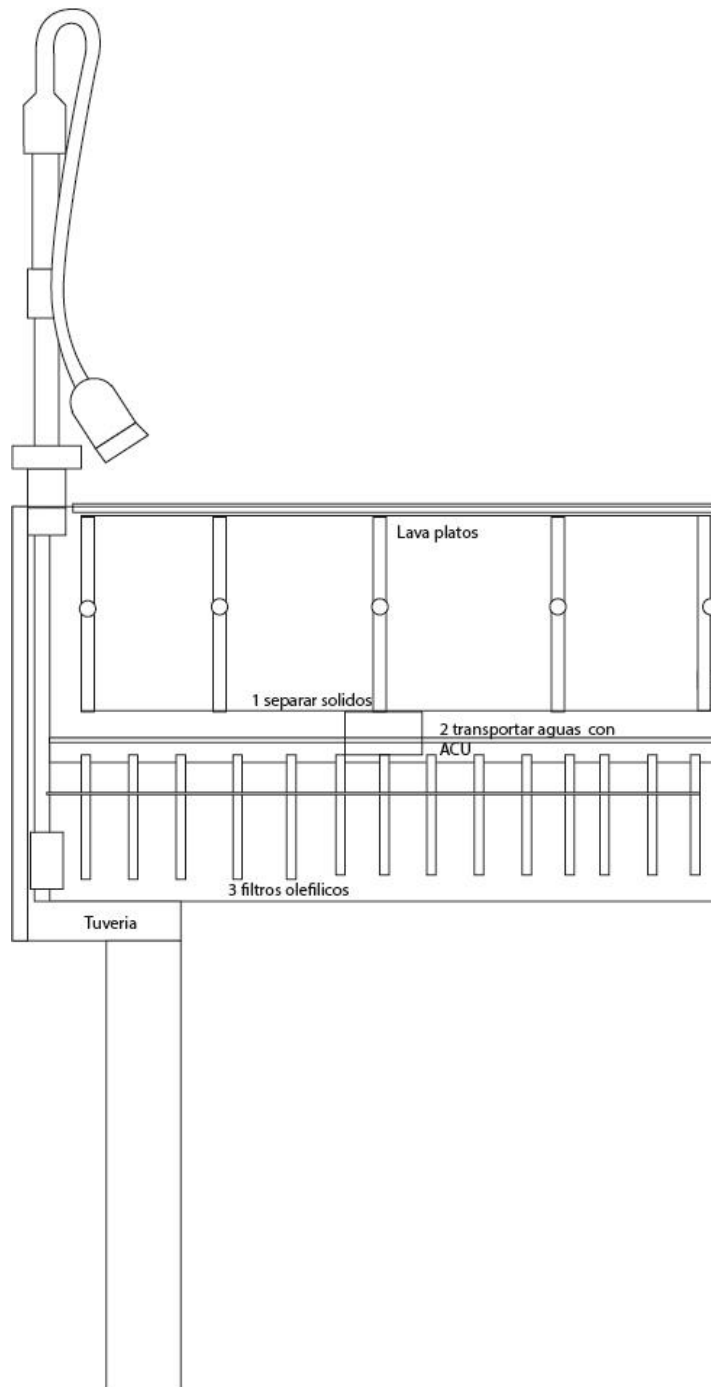 Lava platos
1 separar solidos
2 transportar aguas con
ACU
3 filtros olefilicos
Tuveria